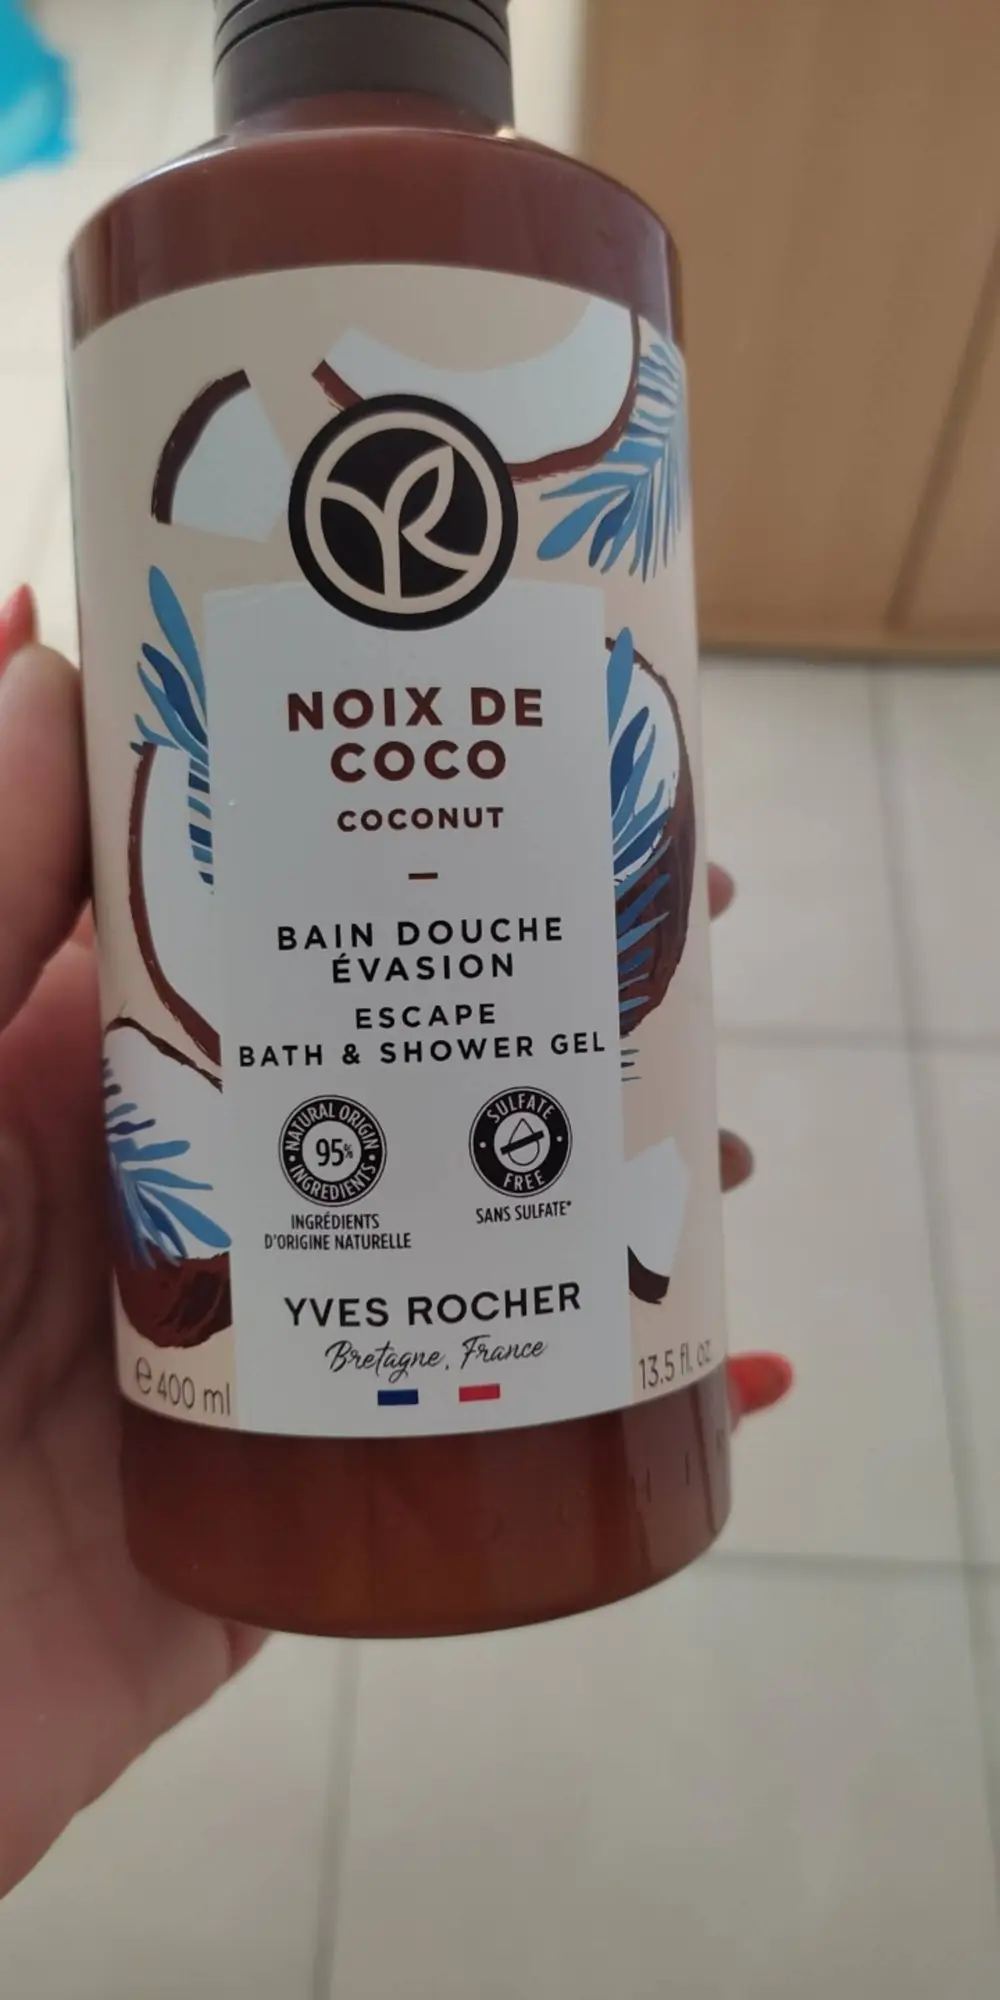 NOIX DE
COCO
COCONUT
BAIN DOUCHE
ÉVASION
ESCAPE
BATH & SHOWER GEL
NATURAL ORIGIN
95%
INGREDIENTS
SULFATE
FREE
INGRÉDIENTS
D'ORIGINE NATURELLE
SANS SULFATE*
YVES ROCHER
Bretagne, France
e 400 ml
13.5 fl. oz